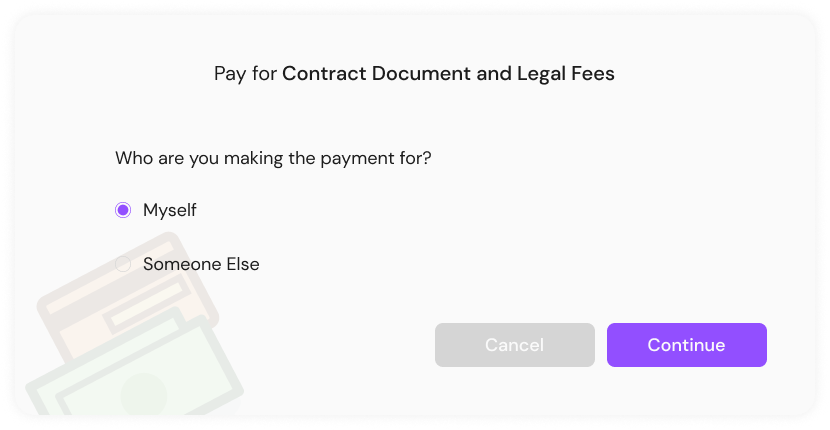 Pay for Contract Document and Legal Fees
Who are you making the payment for?
Myself
Someone Else
Cancel
Continue